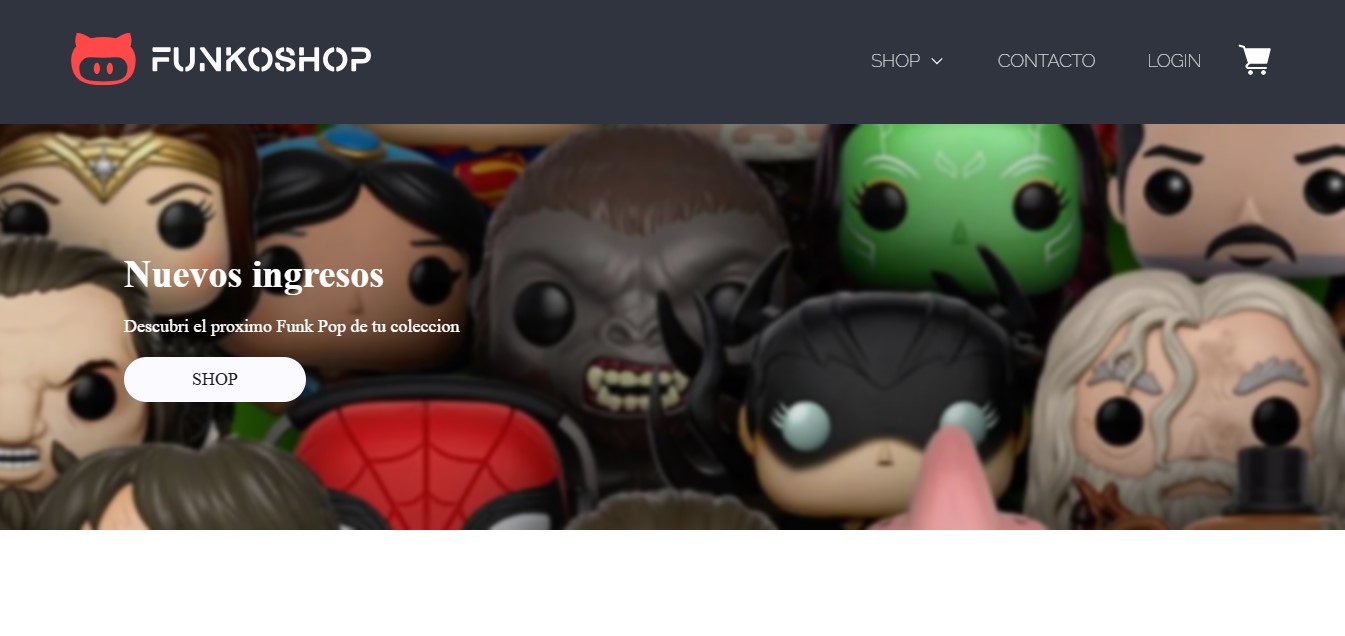 FUNKOSHOP
SHOP
CONTACTO
LOGIN
Nuevos ingresos
Descubri el proximo Funk Pop de tu coleccion
SHOP